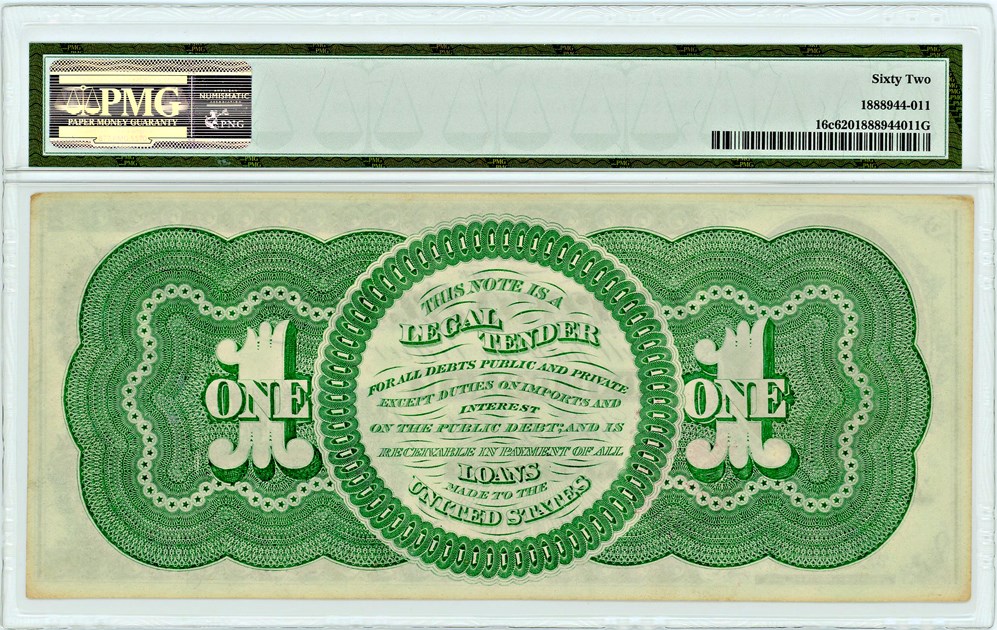 PMG
PAPER MONEY GUARANTY
NUMISMATIC
PNG
Sixty Two
1888944-011
16c6201888944011G
THIS NOTE IS A
LEGAL
TENDER
FOR ALL DEBTS PUBLIC AND PRIVATE
EXCEPT DUTIES ON IMPORTS AND
INTEREST
ON THE PUBLIC DEBT; AND IS
RECEIVABLE IN PAYMENT OF ALL
LOANS
MADE TO THE
UNITED STATES
1
ONE
1
ONE